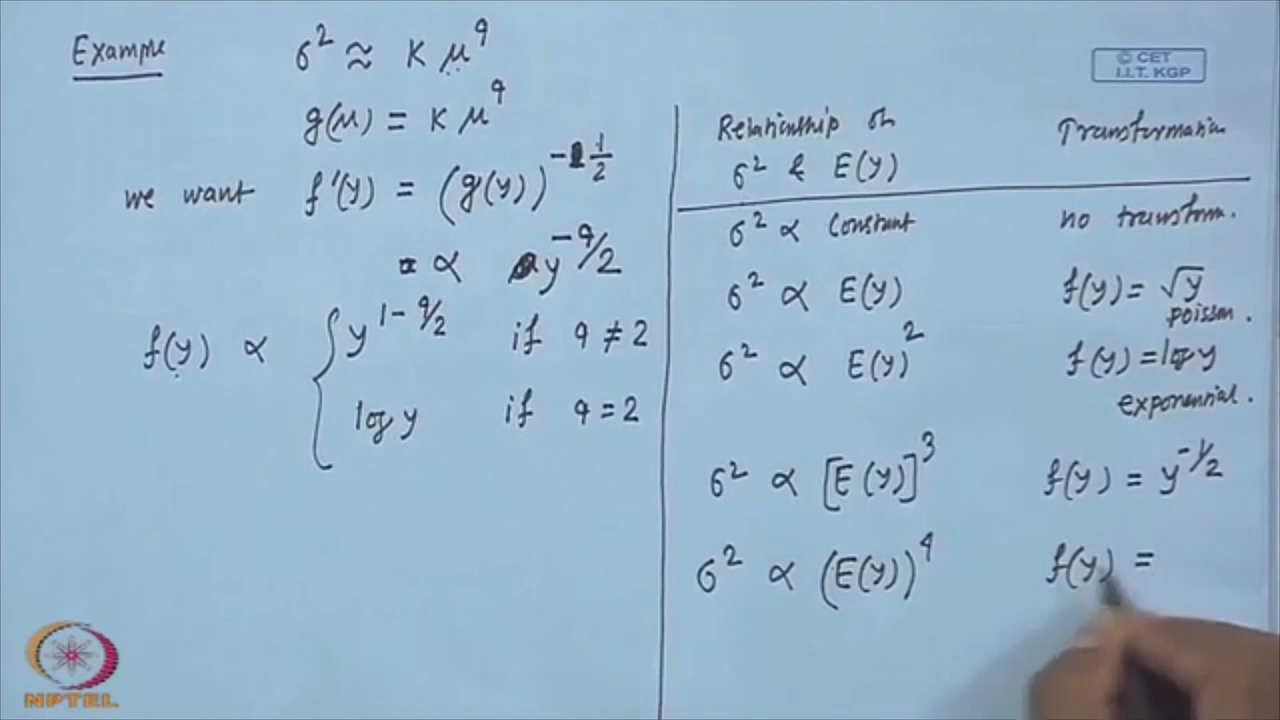 Example σ² ≈ K μ^q
g(μ) = K μ^q
we want f'(y) = (g(y))^-1/2
∝ y^-q/2
f(y) ∝ { y^1-q/2 if q ≠ 2
log y if q = 2
© CET
I.I.T. KGP
Relationship on
σ² & E(y)
Transformation
σ² ∝ Constant no transform.
σ² ∝ E(y) f(y) = √y
poisson.
σ² ∝ E(y)² f(y) = log y
exponential.
σ² ∝ [E(y)]³ f(y) = y^-1/2
σ² ∝ (E(y))⁴ f(y) =
NPTEL